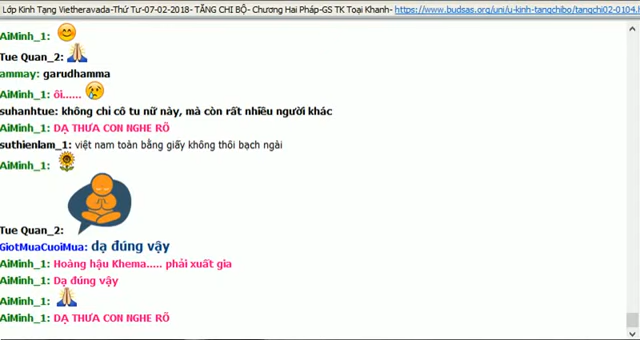 Lớp Kinh Tạng Vietheravada-Thứ Tư-07-02-2018- TĂNG CHI BỘ- Chương Hai Pháp-GS TK Toại Khanh- https://www.budsas.org/uni/u-kinh-tangchibo/tangchi02-0104.h
AiMinh_1:
Tue Quan_2:
ammay: garudhamma
AiMinh_1: ôi......
suhanhtue: không chỉ cô tu nữ này, mà còn rất nhiều người khác
AiMinh_1: DẠ THƯA CON NGHE RÕ
suthienlam_1: việt nam toàn bằng giấy không thôi bạch ngài
AiMinh_1:
Tue Quan_2:
GiotMuaCuoiMua: dạ đúng vậy
AiMinh_1: Hoàng hậu Khema..... phải xuất gia
AiMinh_1: Dạ đúng vậy
AiMinh_1:
AiMinh_1: DẠ THƯA CON NGHE RÕ